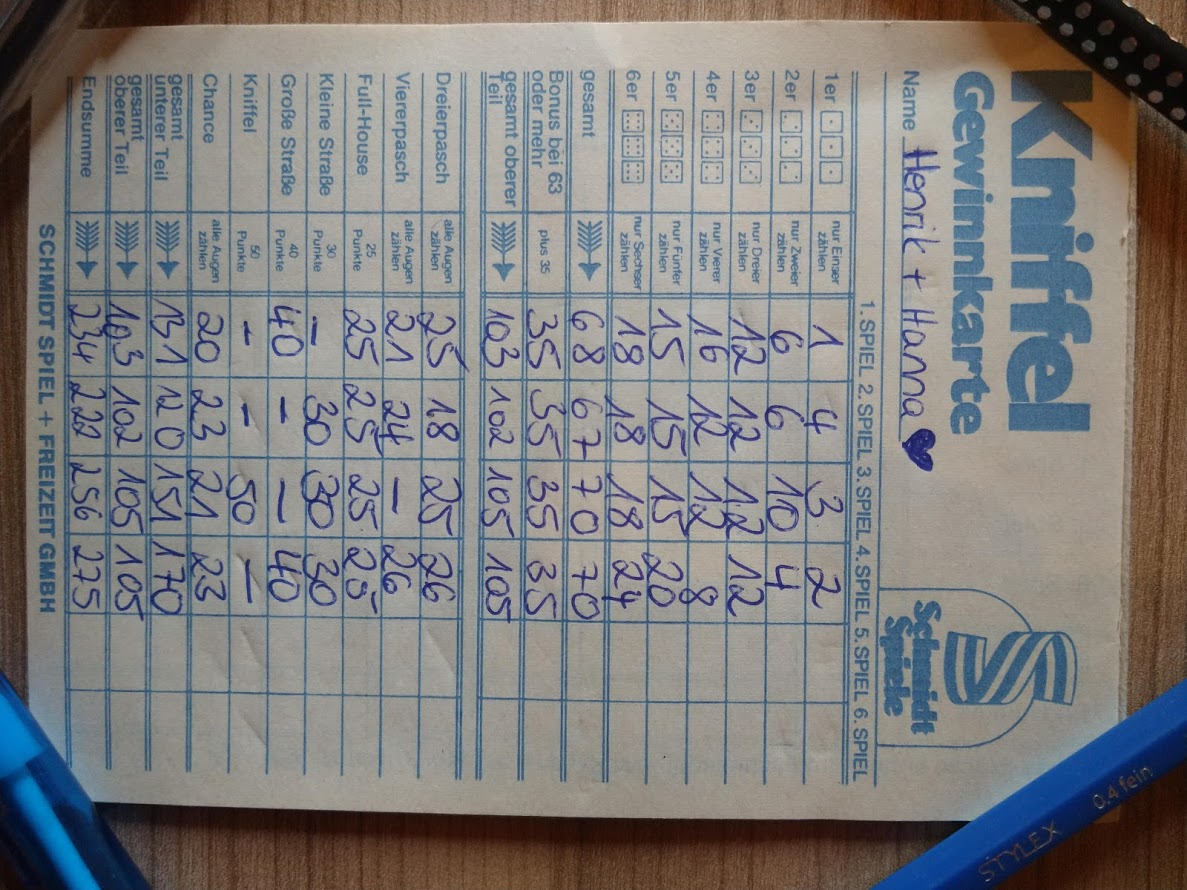 Kniffel
Gewinnkarte
Schmidt
Spiele
Name Henrik + Hanna ♥
1. SPIEL 2. SPIEL 3. SPIEL 4. SPIEL 5. SPIEL 6. SPIEL
1er nur Einser zählen 1 4 3 2
2er nur Zweier zählen 6 6 10 4
3er nur Dreier zählen 12 12 12 12
4er nur Vierer zählen 16 12 12 8
5er nur Fünfer zählen 15 15 15 20
6er nur Sechser zählen 18 18 18 24
gesamt 68 67 70 70
Bonus bei 63 oder mehr plus 35 35 35 35 35
gesamt oberer Teil 103 102 105 105
Dreierpasch alle Augen zählen 25 18 25 26
Viererpasch alle Augen zählen 21 24 – 26
Full-House 25 Punkte 25 25 25 25
Kleine Straße 30 Punkte – 30 30 30
Große Straße 40 Punkte 40 – – 40
Kniffel 50 Punkte – – 50 –
Chance alle Augen zählen 20 23 21 23
gesamt unterer Teil 131 120 151 170
gesamt oberer Teil 103 102 105 105
Endsumme 234 222 256 275
SCHMIDT SPIEL + FREIZEIT GMBH
STYLEX 0.4 fein